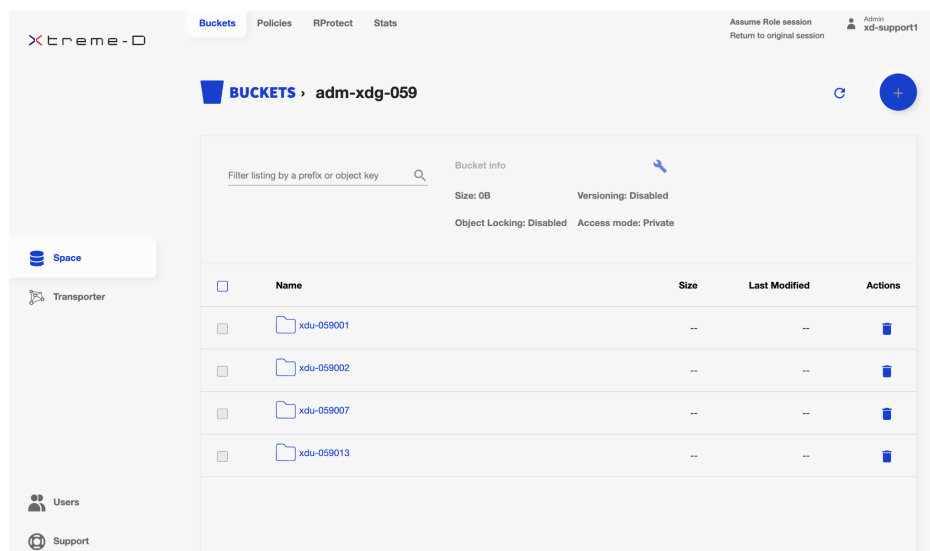 Xtreme-D
Buckets Policies RProtect Stats
Assume Role session
Return to original session
Admin
xd-support1
BUCKETS › adm-xdg-059
+
Filter listing by a prefix or object key
Bucket info
Size: 0B Versioning: Disabled
Object Locking: Disabled Access mode: Private
Space
Transporter
Name Size Last Modified Actions
xdu-059001 -- --
xdu-059002 -- --
xdu-059007 -- --
xdu-059013 -- --
Users
Support